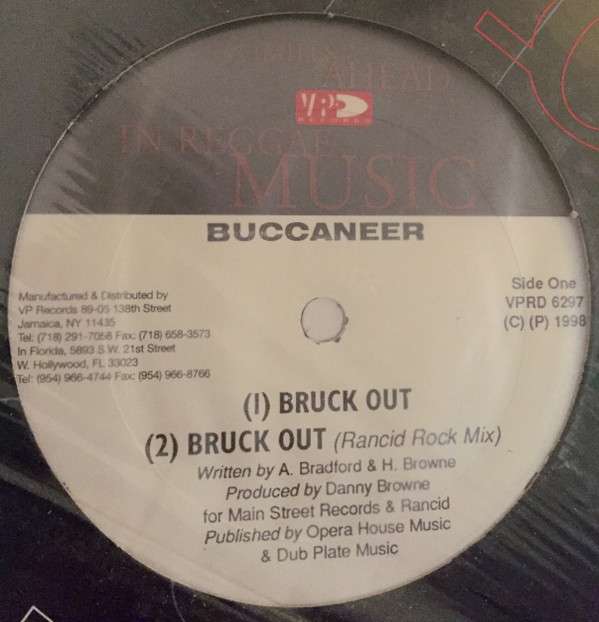 MILES
AHEAD
VP
RECORDS
IN REGGAE
MUSIC
BUCCANEER
Manufactured & Distributed by
VP Records 89-05 138th Street
Jamaica, NY 11435
Tel: (718) 291-7058 Fax: (718) 658-3573
In Florida, 5893 S.W. 21st Street
W. Hollywood, FL 33023
Tel: (954) 966-4744 Fax: (954) 966-8766
Side One
VPRD 6297
(C) (P) 1998
(1) BRUCK OUT
(2) BRUCK OUT (Rancid Rock Mix)
Written by A. Bradford & H. Browne
Produced by Danny Browne
for Main Street Records & Rancid
Published by Opera House Music
& Dub Plate Music